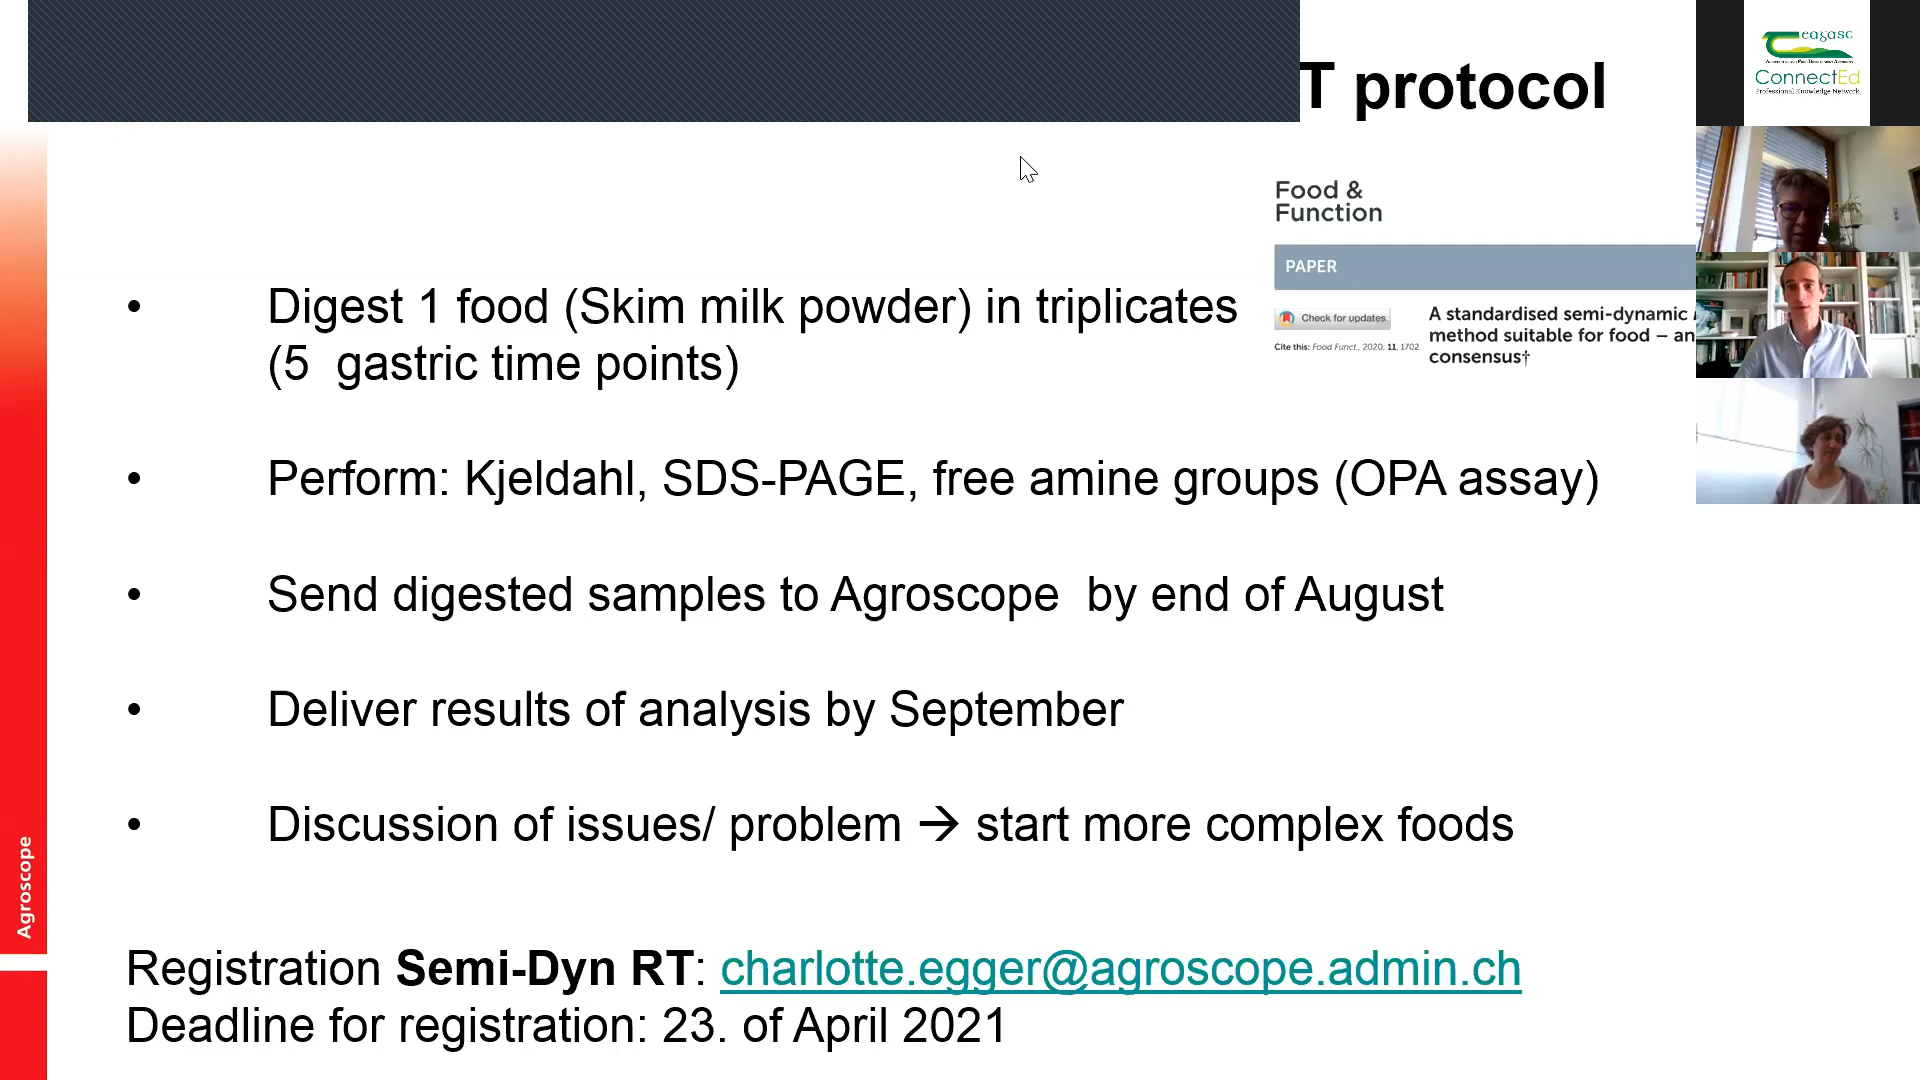 T protocol
eagasc
ConnectEd
Professional Knowledge Network
Food &
Function
PAPER
Check for updates
Cite this: Food Funct., 2020, 11, 1702
A standardised semi-dynamic
method suitable for food – an
consensus†
• Digest 1 food (Skim milk powder) in triplicates
(5 gastric time points)
• Perform: Kjeldahl, SDS-PAGE, free amine groups (OPA assay)
• Send digested samples to Agroscope by end of August
• Deliver results of analysis by September
• Discussion of issues/ problem → start more complex foods
Agroscope
Registration Semi-Dyn RT: charlotte.egger@agroscope.admin.ch
Deadline for registration: 23. of April 2021